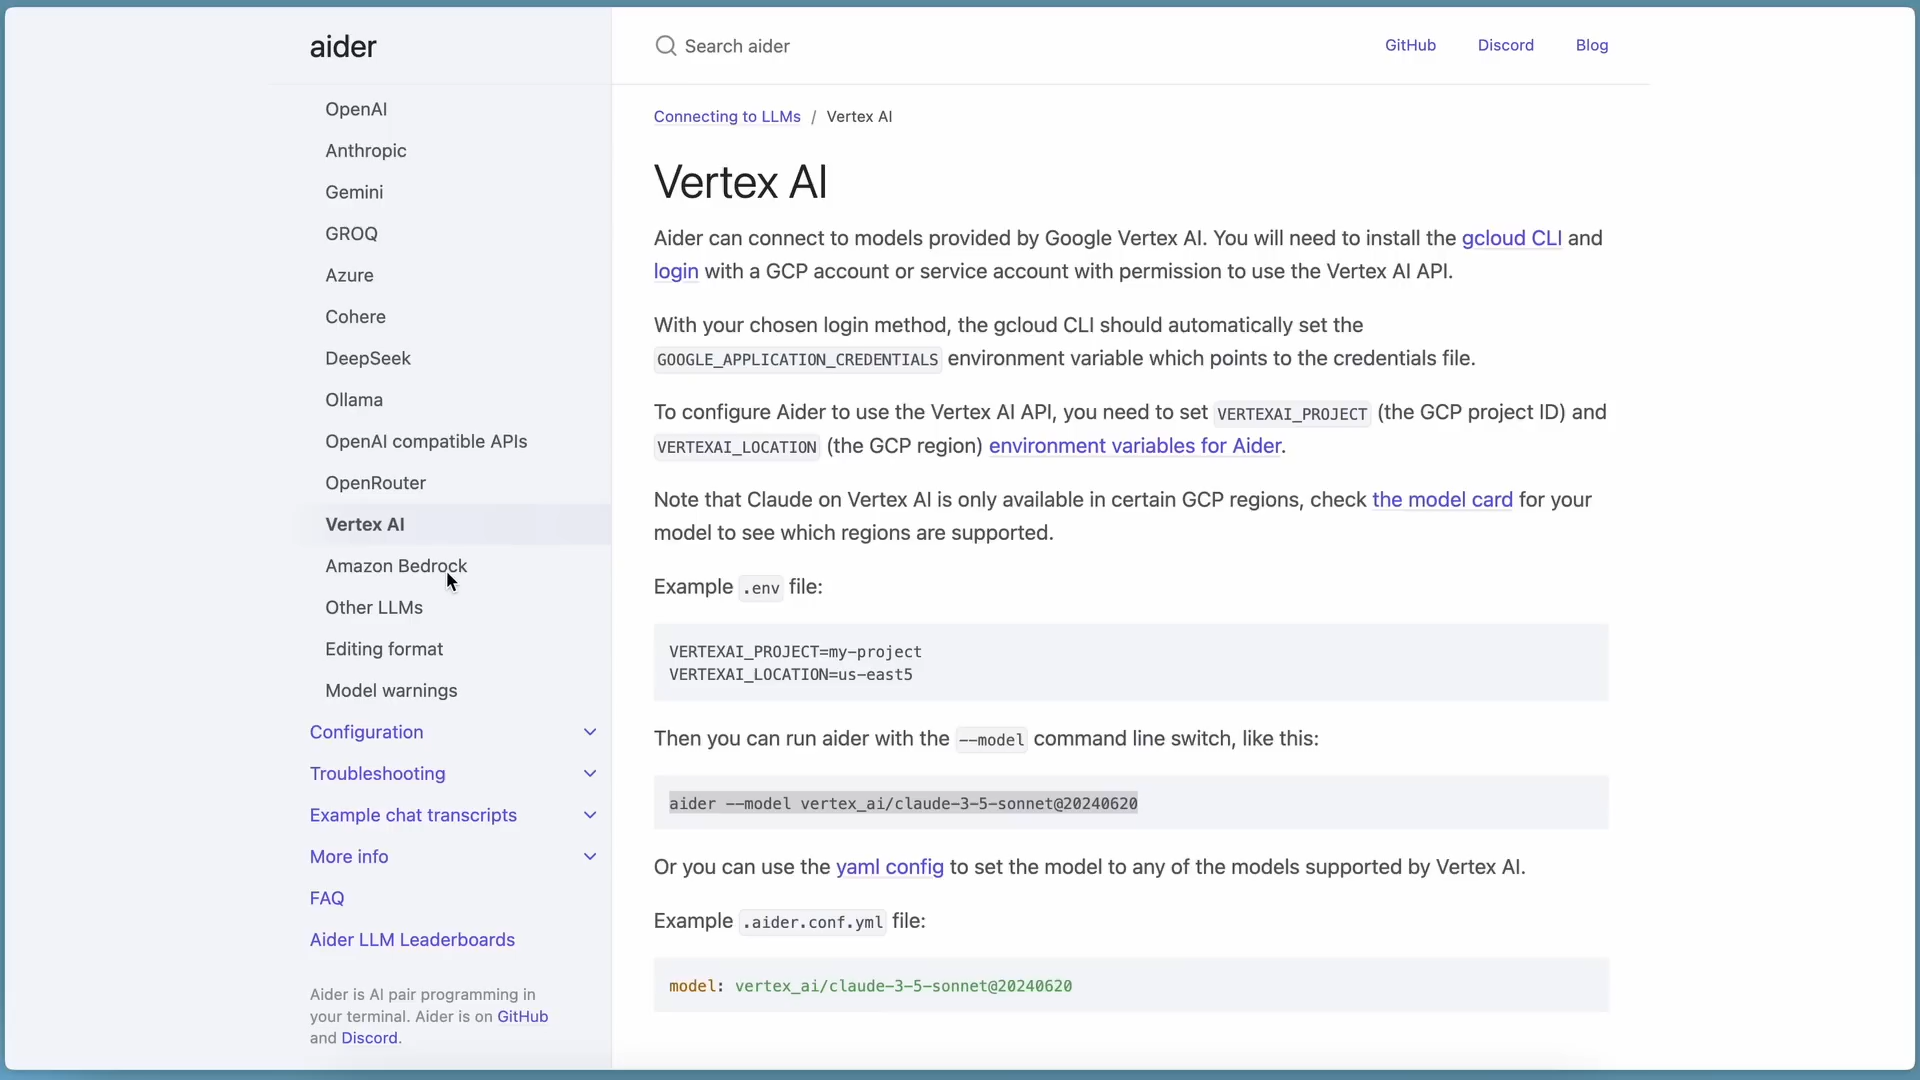 aider
OpenAI
Anthropic
Gemini
GROQ
Azure
Cohere
DeepSeek
Ollama
OpenAI compatible APIs
OpenRouter
Vertex AI
Amazon Bedrock
Other LLMs
Editing format
Model warnings
Configuration
Troubleshooting
Example chat transcripts
More info
FAQ
Aider LLM Leaderboards
Aider is AI pair programming in
your terminal. Aider is on GitHub
and Discord.
Search aider
GitHub Discord Blog
Connecting to LLMs / Vertex AI
Vertex AI
Aider can connect to models provided by Google Vertex AI. You will need to install the gcloud CLI and
login with a GCP account or service account with permission to use the Vertex AI API.
With your chosen login method, the gcloud CLI should automatically set the
GOOGLE_APPLICATION_CREDENTIALS environment variable which points to the credentials file.
To configure Aider to use the Vertex AI API, you need to set VERTEXAI_PROJECT (the GCP project ID) and
VERTEXAI_LOCATION (the GCP region) environment variables for Aider.
Note that Claude on Vertex AI is only available in certain GCP regions, check the model card for your
model to see which regions are supported.
Example .env file:
VERTEXAI_PROJECT=my-project
VERTEXAI_LOCATION=us-east5
Then you can run aider with the --model command line switch, like this:
aider --model vertex_ai/claude-3-5-sonnet@20240620
Or you can use the yaml config to set the model to any of the models supported by Vertex AI.
Example .aider.conf.yml file:
model: vertex_ai/claude-3-5-sonnet@20240620